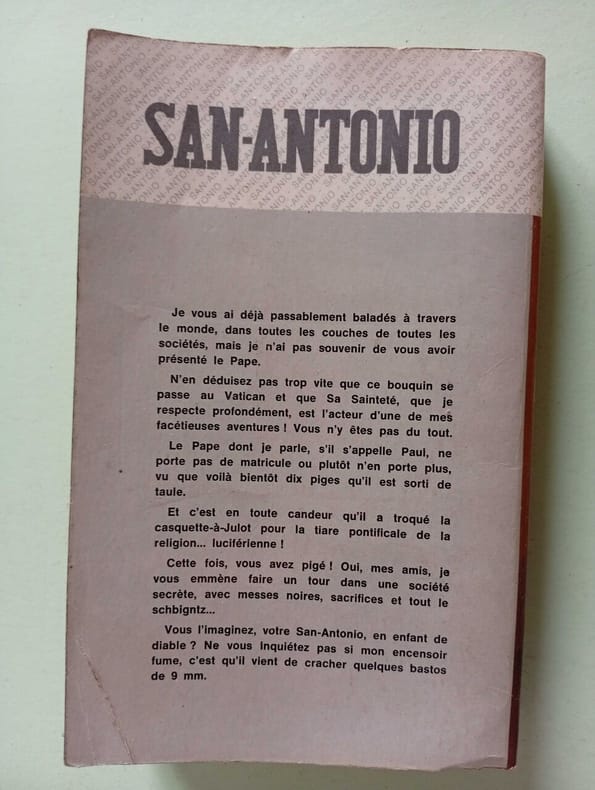 SAN-ANTONIO
Je vous ai déjà passablement baladés à travers
le monde, dans toutes les couches de toutes les
sociétés, mais je n'ai pas souvenir de vous avoir
présenté le Pape.
N'en déduisez pas trop vite que ce bouquin se
passe au Vatican et que Sa Sainteté, que je
respecte profondément, est l'acteur d'une de mes
facétieuses aventures ! Vous n'y êtes pas du tout.
Le Pape dont je parle, s'il s'appelle Paul, ne
porte pas de matricule ou plutôt n'en porte plus,
vu que voilà bientôt dix piges qu'il est sorti de
taule.
Et c'est en toute candeur qu'il a troqué la
casquette-à-Julot pour la tiare pontificale de la
religion... luciférienne !
Cette fois, vous avez pigé ! Oui, mes amis, je
vous emmène faire un tour dans une société
secrète, avec messes noires, sacrifices et tout le
schbigntz...
Vous l'imaginez, votre San-Antonio, en enfant de
diable ? Ne vous Inquiétez pas si mon encensoir
fume, c'est qu'il vient de cracher quelques bastos
de 9 mm.